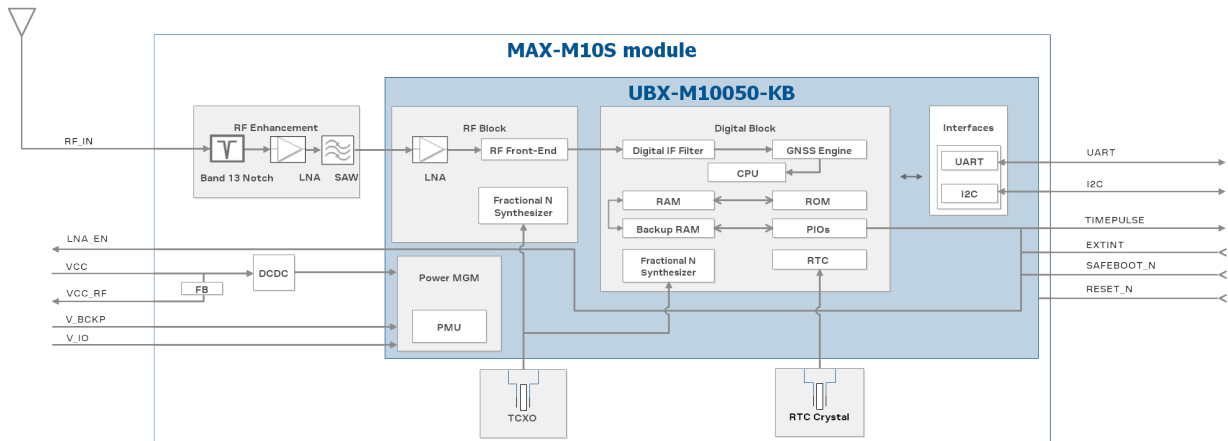 MAX-M10S module
UBX-M10050-KB
RF_IN
RF Enhancement
Band 13 Notch
LNA
SAW
RF Block
LNA
RF Front-End
Fractional N
Synthesizer
Digital Block
Digital IF Filter
GNSS Engine
CPU
RAM
ROM
Backup RAM
PIOs
Fractional N
Synthesizer
RTC
Interfaces
UART
I2C
UART
I2C
TIMEPULSE
EXTINT
SAFEBOOT_N
RESET_N
LNA_EN
VCC
DCDC
FB
VCC_RF
V_BCKP
V_IO
Power MGM
PMU
TCXO
RTC Crystal